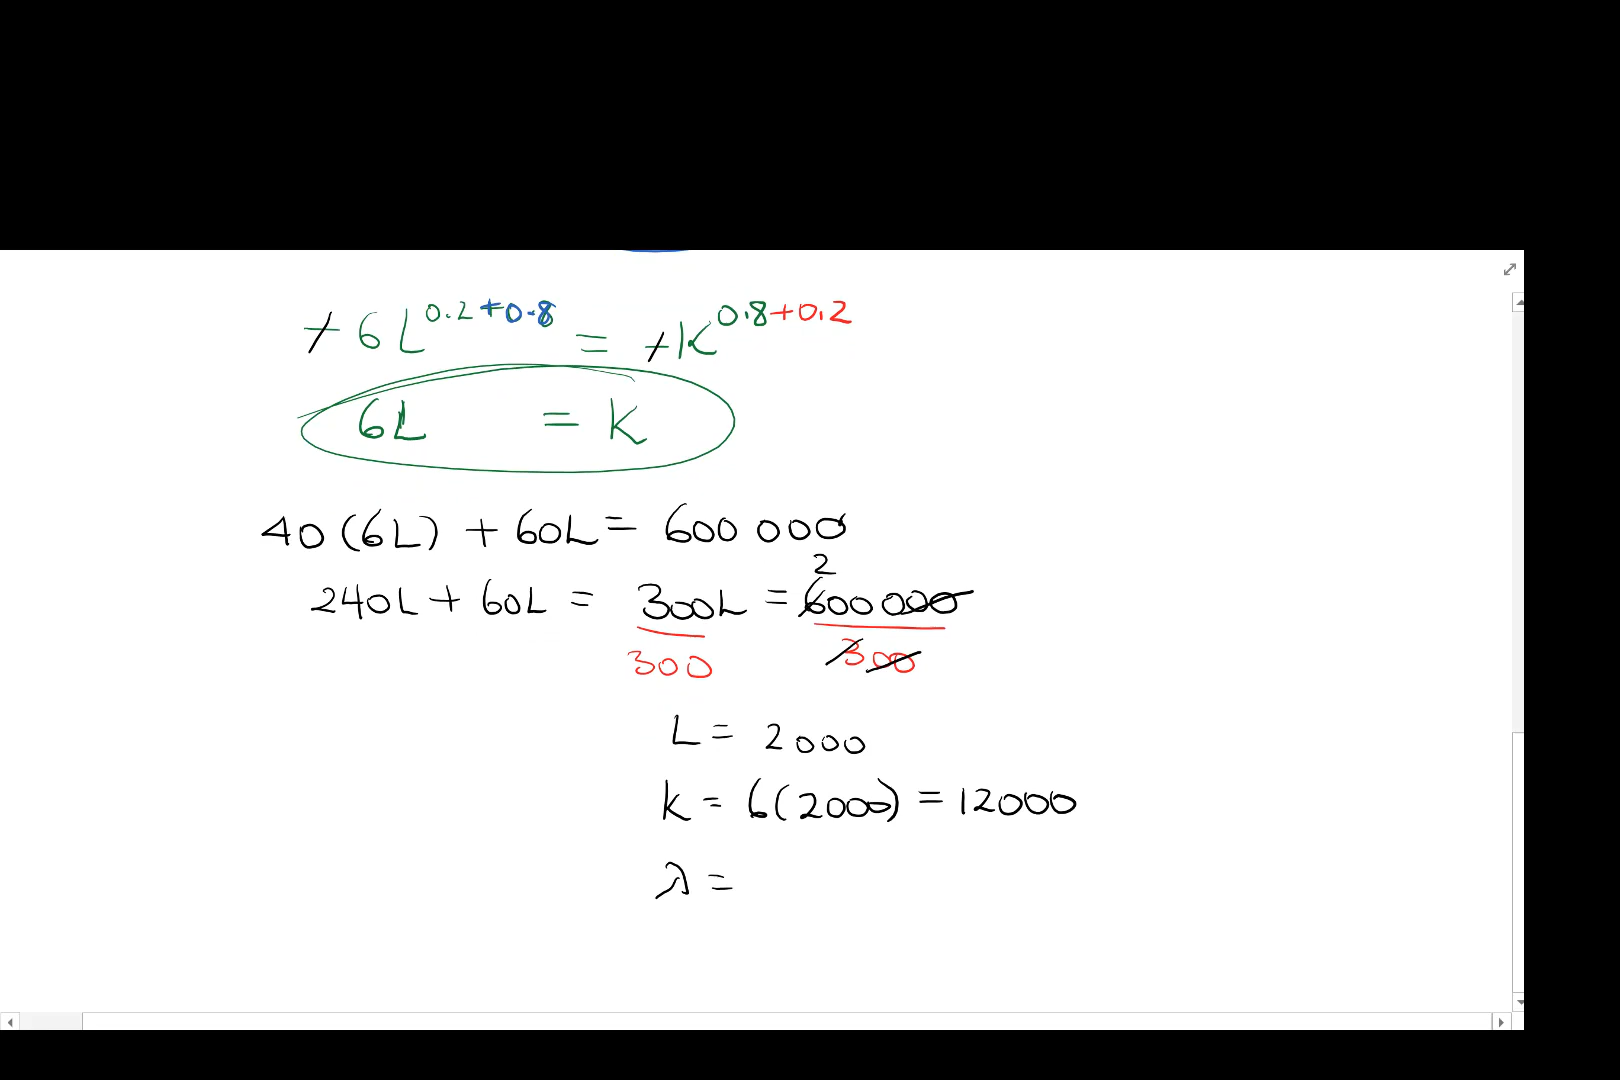 +6L^0.2+0.8 = +K^0.8+0.2
6L = K
40(6L) + 60L = 600 000
2
240L + 60L = 300L = 600 000
300 300
L = 2000
K = 6(2000) = 12000
λ =